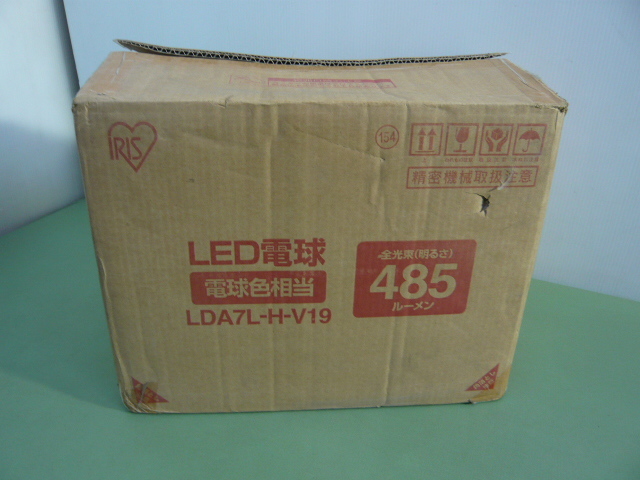 IRIS
154
精密機械取扱注意
LED電球
電球色相当
LDA7L-H-V19
全光束(明るさ)
485
ルーメン